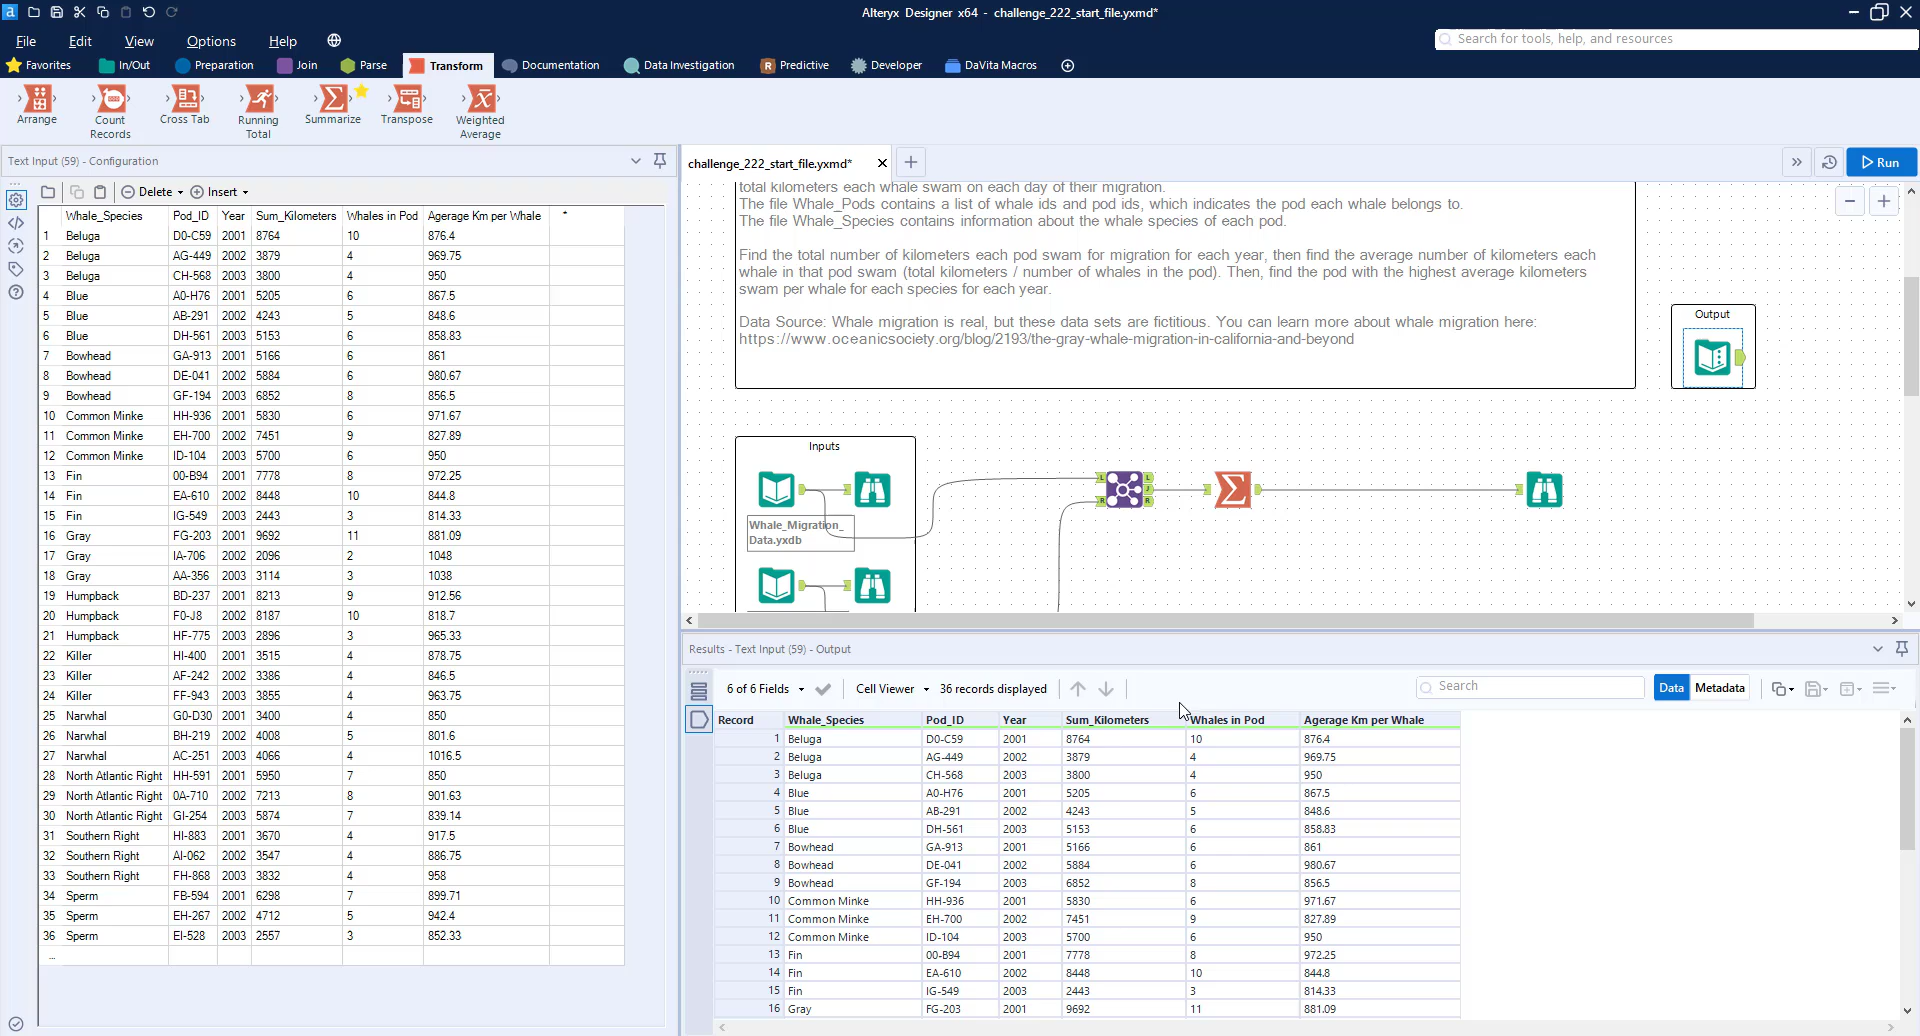 Alteryx Designer x64 - challenge_222_start_file.yxmd*
File Edit View Options Help
Search for tools, help, and resources
Favorites In/Out Preparation Join Parse Transform Documentation Data Investigation Predictive Developer DaVita Macros
Arrange Count Records Cross Tab Running Total Summarize Transpose Weighted Average
Text Input (59) - Configuration
Delete Insert
Whale_Species Pod_ID Year Sum_Kilometers Whales in Pod Agerage Km per Whale *
1 Beluga D0-C59 2001 8764 10 876.4
2 Beluga AG-449 2002 3879 4 969.75
3 Beluga CH-568 2003 3800 4 950
4 Blue A0-H76 2001 5205 6 867.5
5 Blue AB-291 2002 4243 5 848.6
6 Blue DH-561 2003 5153 6 858.83
7 Bowhead GA-913 2001 5166 6 861
8 Bowhead DE-041 2002 5884 6 980.67
9 Bowhead GF-194 2003 6852 8 856.5
10 Common Minke HH-936 2001 5830 6 971.67
11 Common Minke EH-700 2002 7451 9 827.89
12 Common Minke ID-104 2003 5700 6 950
13 Fin 00-B94 2001 7778 8 972.25
14 Fin EA-610 2002 8448 10 844.8
15 Fin IG-549 2003 2443 3 814.33
16 Gray FG-203 2001 9692 11 881.09
17 Gray IA-706 2002 2096 2 1048
18 Gray AA-356 2003 3114 3 1038
19 Humpback BD-237 2001 8213 9 912.56
20 Humpback F0-J8 2002 8187 10 818.7
21 Humpback HF-775 2003 2896 3 965.33
22 Killer HI-400 2001 3515 4 878.75
23 Killer AF-242 2002 3386 4 846.5
24 Killer FF-943 2003 3855 4 963.75
25 Narwhal G0-D30 2001 3400 4 850
26 Narwhal BH-219 2002 4008 5 801.6
27 Narwhal AC-251 2003 4066 4 1016.5
28 North Atlantic Right HH-591 2001 5950 7 850
29 North Atlantic Right 0A-710 2002 7213 8 901.63
30 North Atlantic Right GI-254 2003 5874 7 839.14
31 Southern Right HI-883 2001 3670 4 917.5
32 Southern Right AI-062 2002 3547 4 886.75
33 Southern Right FH-868 2003 3832 4 958
34 Sperm FB-594 2001 6298 7 899.71
35 Sperm EH-267 2002 4712 5 942.4
36 Sperm EI-528 2003 2557 3 852.33
...
challenge_222_start_file.yxmd*
Run
total kilometers each whale swam on each day of their migration.
The file Whale_Pods contains a list of whale ids and pod ids, which indicates the pod each whale belongs to.
The file Whale_Species contains information about the whale species of each pod.
Find the total number of kilometers each pod swam for migration for each year, then find the average number of kilometers each
whale in that pod swam (total kilometers / number of whales in the pod). Then, find the pod with the highest average kilometers
swam per whale for each species for each year.
Data Source: Whale migration is real, but these data sets are fictitious. You can learn more about whale migration here:
https://www.oceanicsociety.org/blog/2193/the-gray-whale-migration-in-california-and-beyond
Output
Inputs
Whale_Migration_
Data.yxdb
L
R
L
J
R
Results - Text Input (59) - Output
6 of 6 Fields Cell Viewer 36 records displayed Search Data Metadata
Record Whale_Species Pod_ID Year Sum_Kilometers Whales in Pod Agerage Km per Whale
1 Beluga D0-C59 2001 8764 10 876.4
2 Beluga AG-449 2002 3879 4 969.75
3 Beluga CH-568 2003 3800 4 950
4 Blue A0-H76 2001 5205 6 867.5
5 Blue AB-291 2002 4243 5 848.6
6 Blue DH-561 2003 5153 6 858.83
7 Bowhead GA-913 2001 5166 6 861
8 Bowhead DE-041 2002 5884 6 980.67
9 Bowhead GF-194 2003 6852 8 856.5
10 Common Minke HH-936 2001 5830 6 971.67
11 Common Minke EH-700 2002 7451 9 827.89
12 Common Minke ID-104 2003 5700 6 950
13 Fin 00-B94 2001 7778 8 972.25
14 Fin EA-610 2002 8448 10 844.8
15 Fin IG-549 2003 2443 3 814.33
16 Gray FG-203 2001 9692 11 881.09